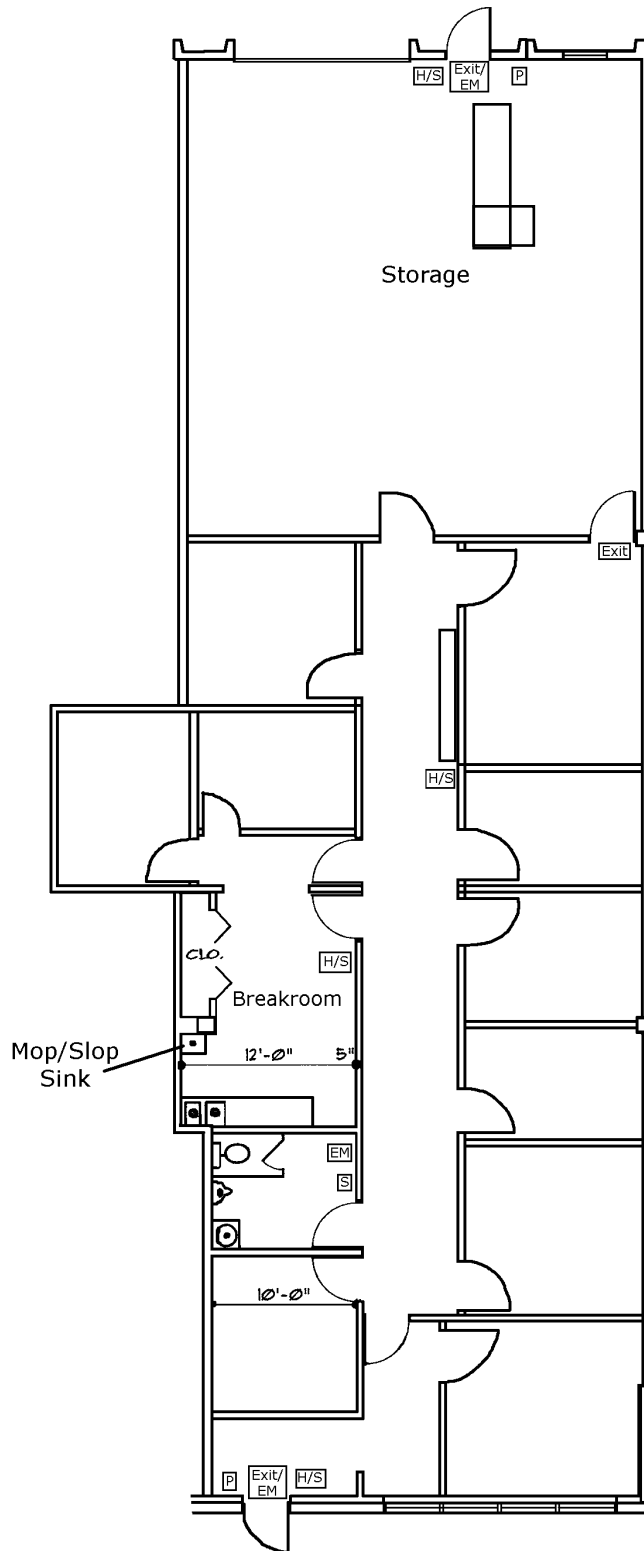 H/S
Exit/
EM
P
Storage
Exit
H/S
CLO.
H/S
Breakroom
Mop/Slop
Sink
12'-0" 5"
EM
S
10'-0"
P
Exit/
EM
H/S